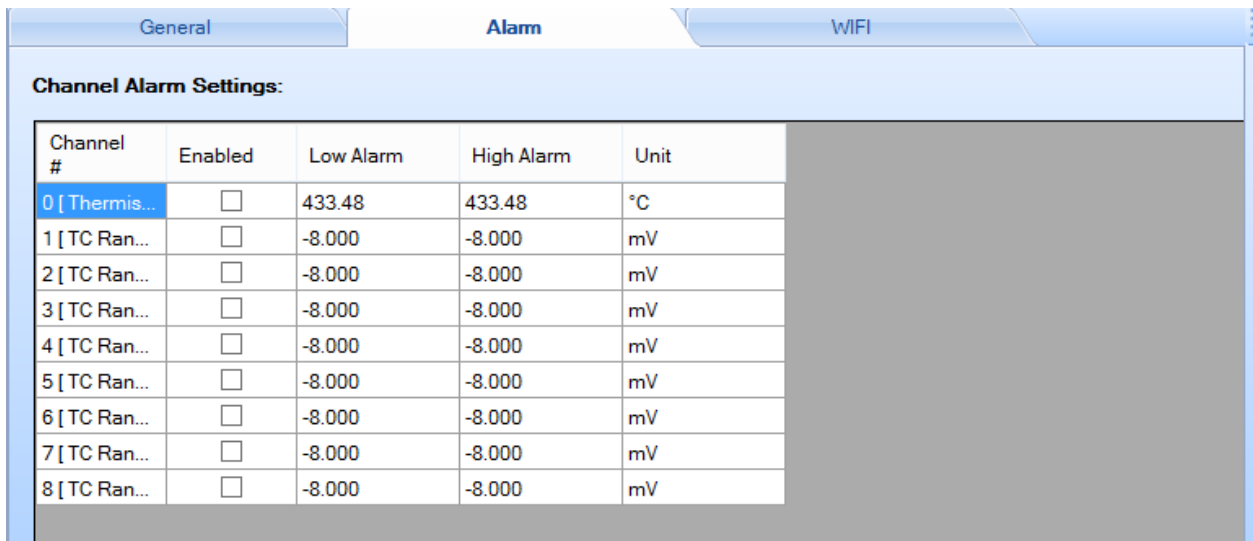 General Alarm WIFI
Channel Alarm Settings:
Channel # Enabled Low Alarm High Alarm Unit
0 [ Thermis... 433.48 433.48 °C
1 [ TC Ran... -8.000 -8.000 mV
2 [ TC Ran... -8.000 -8.000 mV
3 [ TC Ran... -8.000 -8.000 mV
4 [ TC Ran... -8.000 -8.000 mV
5 [ TC Ran... -8.000 -8.000 mV
6 [ TC Ran... -8.000 -8.000 mV
7 [ TC Ran... -8.000 -8.000 mV
8 [ TC Ran... -8.000 -8.000 mV